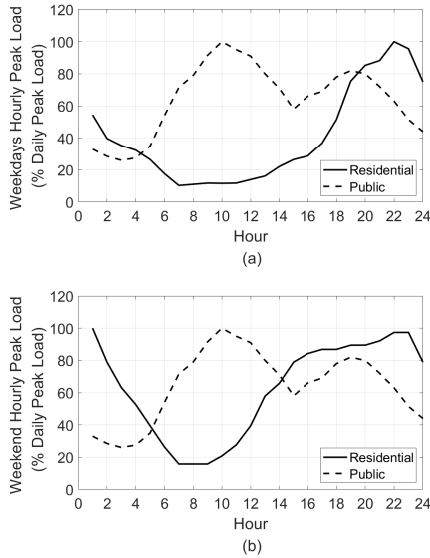 Weekdays Hourly Peak Load
(% Daily Peak Load)
120
100
80
60
40
20
0
0 2 4 6 8 10 12 14 16 18 20 22 24
Residential
Public
Hour
(a)
Weekend Hourly Peak Load
(% Daily Peak Load)
120
100
80
60
40
20
0
0 2 4 6 8 10 12 14 16 18 20 22 24
Residential
Public
Hour
(b)